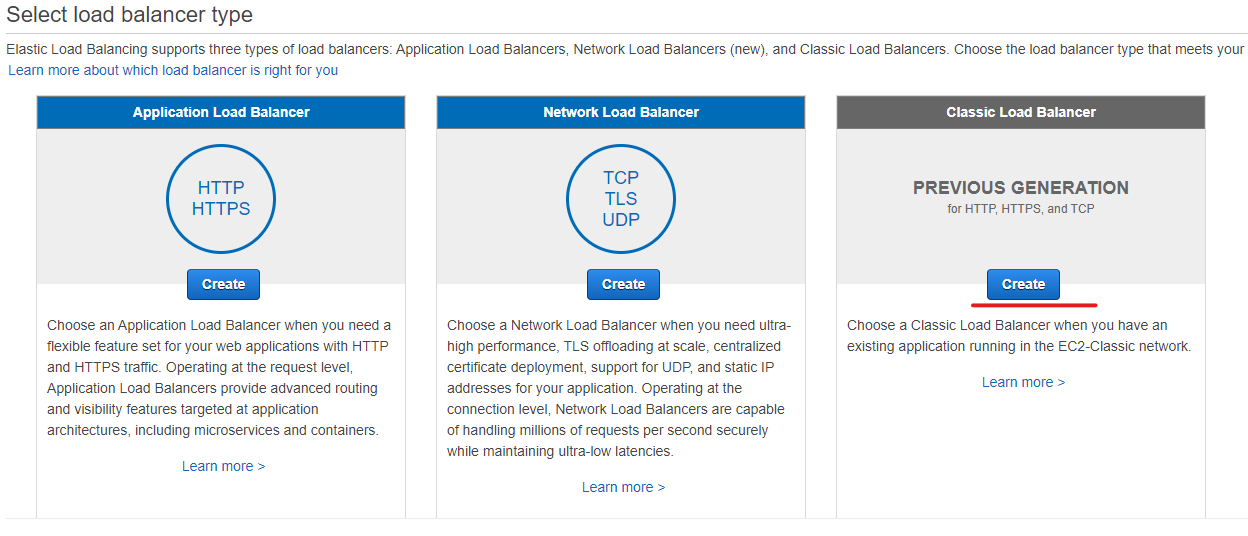 Select load balancer type
Elastic Load Balancing supports three types of load balancers: Application Load Balancers, Network Load Balancers (new), and Classic Load Balancers. Choose the load balancer type that meets your
Learn more about which load balancer is right for you
Application Load Balancer
HTTP
HTTPS
Create
Choose an Application Load Balancer when you need a
flexible feature set for your web applications with HTTP
and HTTPS traffic. Operating at the request level,
Application Load Balancers provide advanced routing
and visibility features targeted at application
architectures, including microservices and containers.
Learn more >
Network Load Balancer
TCP
TLS
UDP
Create
Choose a Network Load Balancer when you need ultra-
high performance, TLS offloading at scale, centralized
certificate deployment, support for UDP, and static IP
addresses for your application. Operating at the
connection level, Network Load Balancers are capable
of handling millions of requests per second securely
while maintaining ultra-low latencies.
Learn more >
Classic Load Balancer
PREVIOUS GENERATION
for HTTP, HTTPS, and TCP
Create
Choose a Classic Load Balancer when you have an
existing application running in the EC2-Classic network.
Learn more >